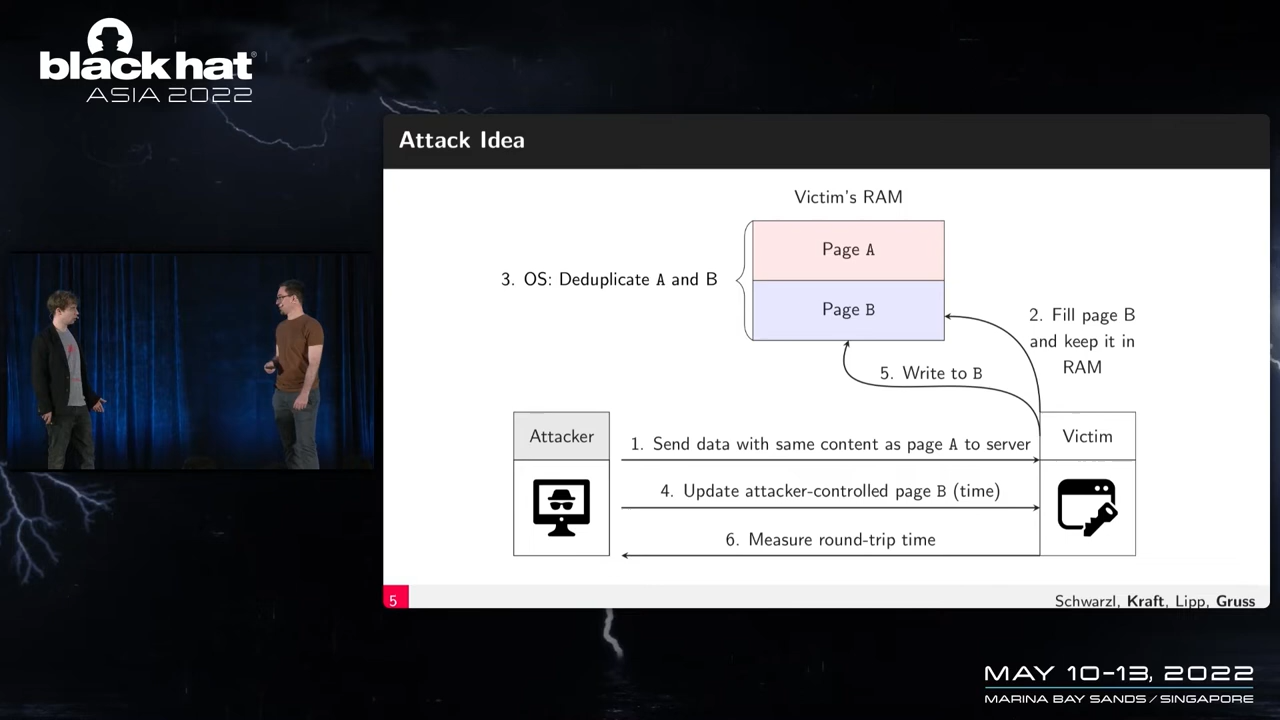 black hat®
ASIA 2022
Attack Idea
Victim's RAM
Page A
3. OS: Deduplicate A and B
Page B
2. Fill page B
and keep it in
RAM
5. Write to B
Attacker
1. Send data with same content as page A to server
Victim
4. Update attacker-controlled page B (time)
6. Measure round-trip time
5
Schwarzl, Kraft, Lipp, Gruss
MAY 10-13, 2022
MARINA BAY SANDS / SINGAPORE